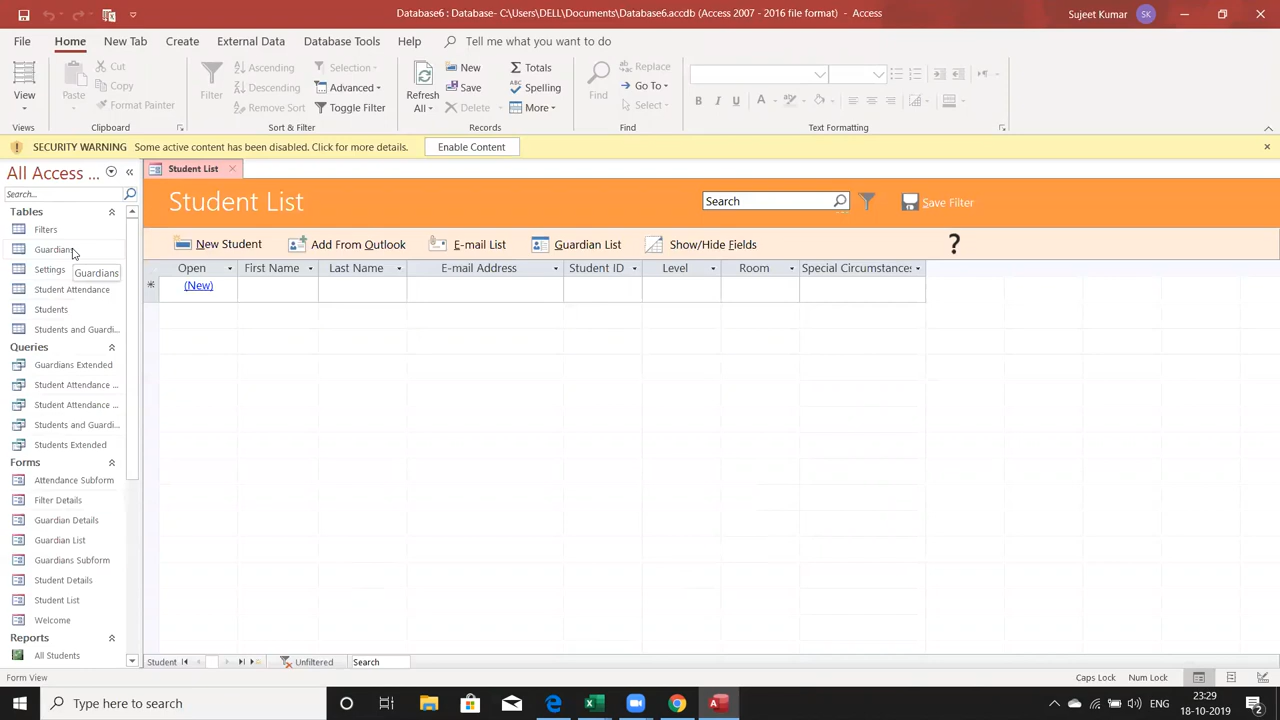 Database6 : Database- C:\Users\DELL\Documents\Database6.accdb (Access 2007 - 2016 file format) - Access
Sujeet Kumar
SK
File Home New Tab Create External Data Database Tools Help Tell me what you want to do
View
Views
Paste
Cut
Copy
Format Painter
Clipboard
Filter
Ascending
Descending
Remove Sort
Selection
Advanced
Toggle Filter
Sort & Filter
Refresh
All
New
Save
Delete
Totals
Spelling
More
Records
Find
Replace
Go To
Select
Find
B I U
A
Text Formatting
SECURITY WARNING Some active content has been disabled. Click for more details. Enable Content
All Access ...
Search...
Tables
Filters
Guardians
Settings
Guardians
Student Attendance
Students
Students and Guardi...
Queries
Guardians Extended
Student Attendance ...
Student Attendance ...
Students and Guardi...
Students Extended
Forms
Attendance Subform
Filter Details
Guardian Details
Guardian List
Guardians Subform
Student Details
Student List
Welcome
Reports
All Students
Student List
Student List
Search
Save Filter
New Student Add From Outlook E-mail List Guardian List Show/Hide Fields ?
Open First Name Last Name E-mail Address Student ID Level Room Special Circumstances
(New)
Student Unfiltered Search
Form View
Caps Lock Num Lock
Type here to search
ENG
23:29
18-10-2019